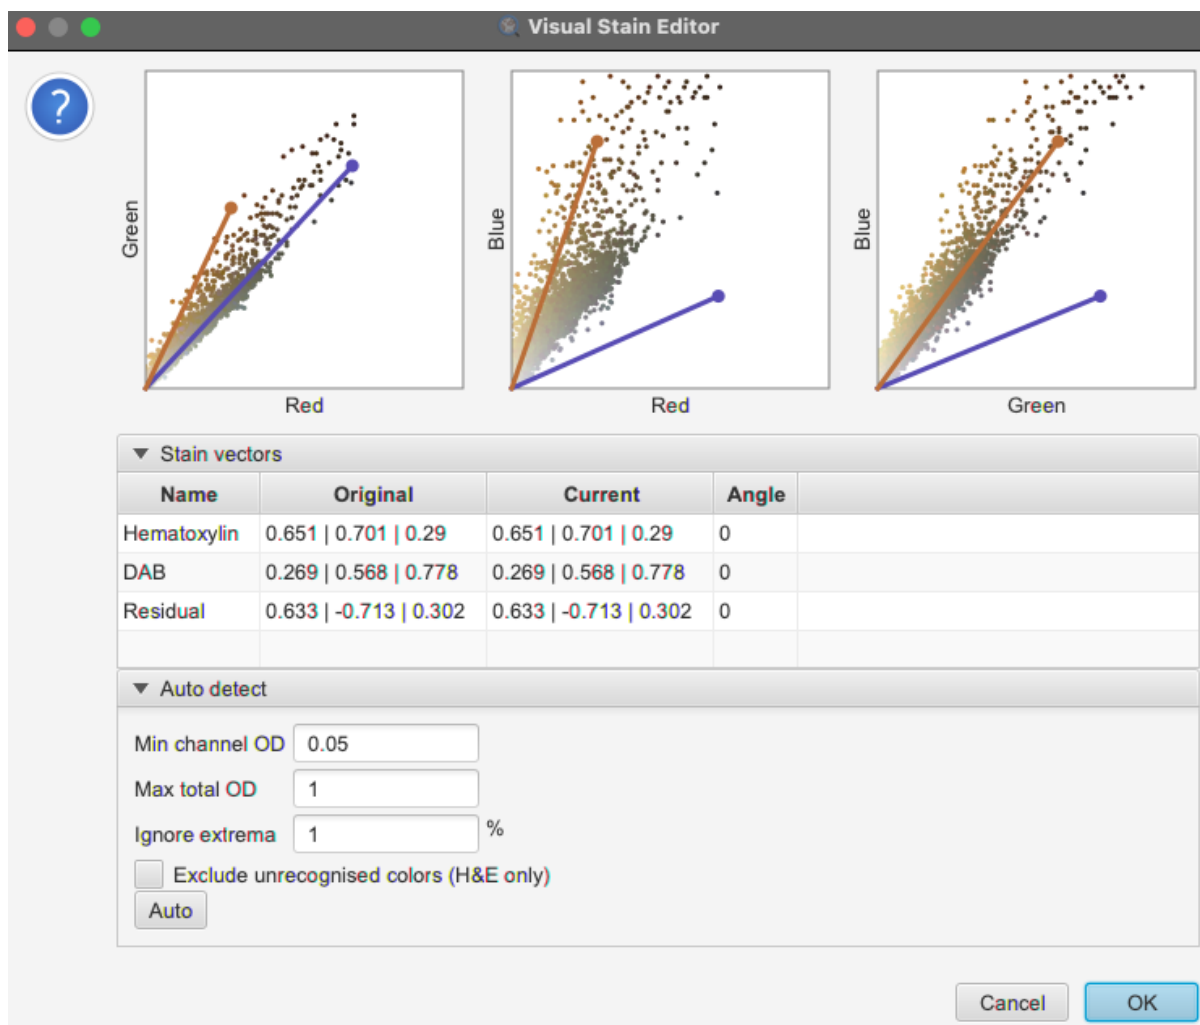 Visual Stain Editor
?
Green
Red
Blue
Red
Blue
Green
Stain vectors
Name Original Current Angle
Hematoxylin 0.651 | 0.701 | 0.29 0.651 | 0.701 | 0.29 0
DAB 0.269 | 0.568 | 0.778 0.269 | 0.568 | 0.778 0
Residual 0.633 | -0.713 | 0.302 0.633 | -0.713 | 0.302 0
Auto detect
Min channel OD 0.05
Max total OD 1
Ignore extrema 1 %
Exclude unrecognised colors (H&E only)
Auto
Cancel OK